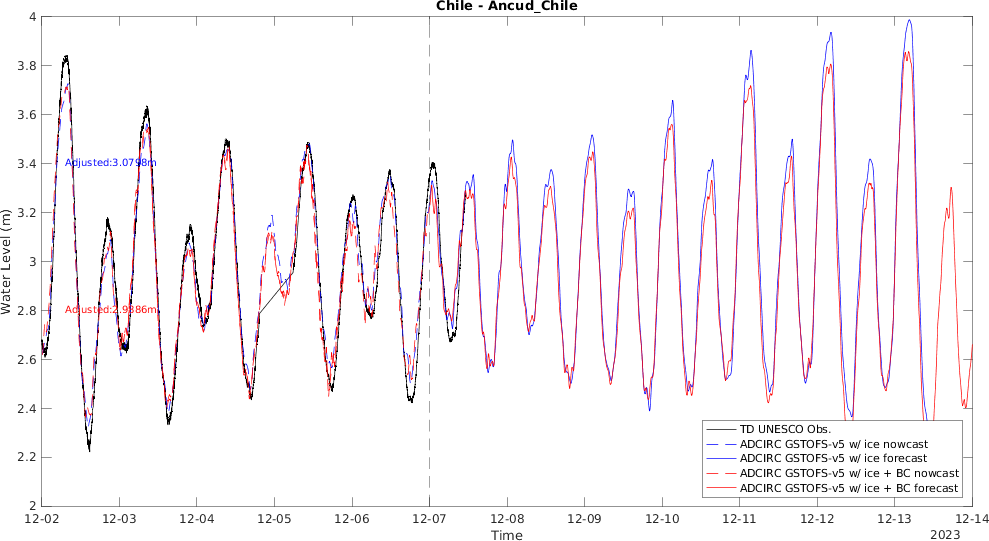 Chile - Ancud_Chile
4
3.8
3.6
3.4
3.2
3
2.8
2.6
2.4
2.2
2
Water Level (m)
Adjusted:3.0798m
Adjusted:2.9386m
TD UNESCO Obs.
ADCIRC GSTOFS-v5 w/ ice nowcast
ADCIRC GSTOFS-v5 w/ ice forecast
ADCIRC GSTOFS-v5 w/ ice + BC nowcast
ADCIRC GSTOFS-v5 w/ ice + BC forecast
12-02 12-03 12-04 12-05 12-06 12-07 12-08 12-09 12-10 12-11 12-12 12-13 12-14
Time
2023